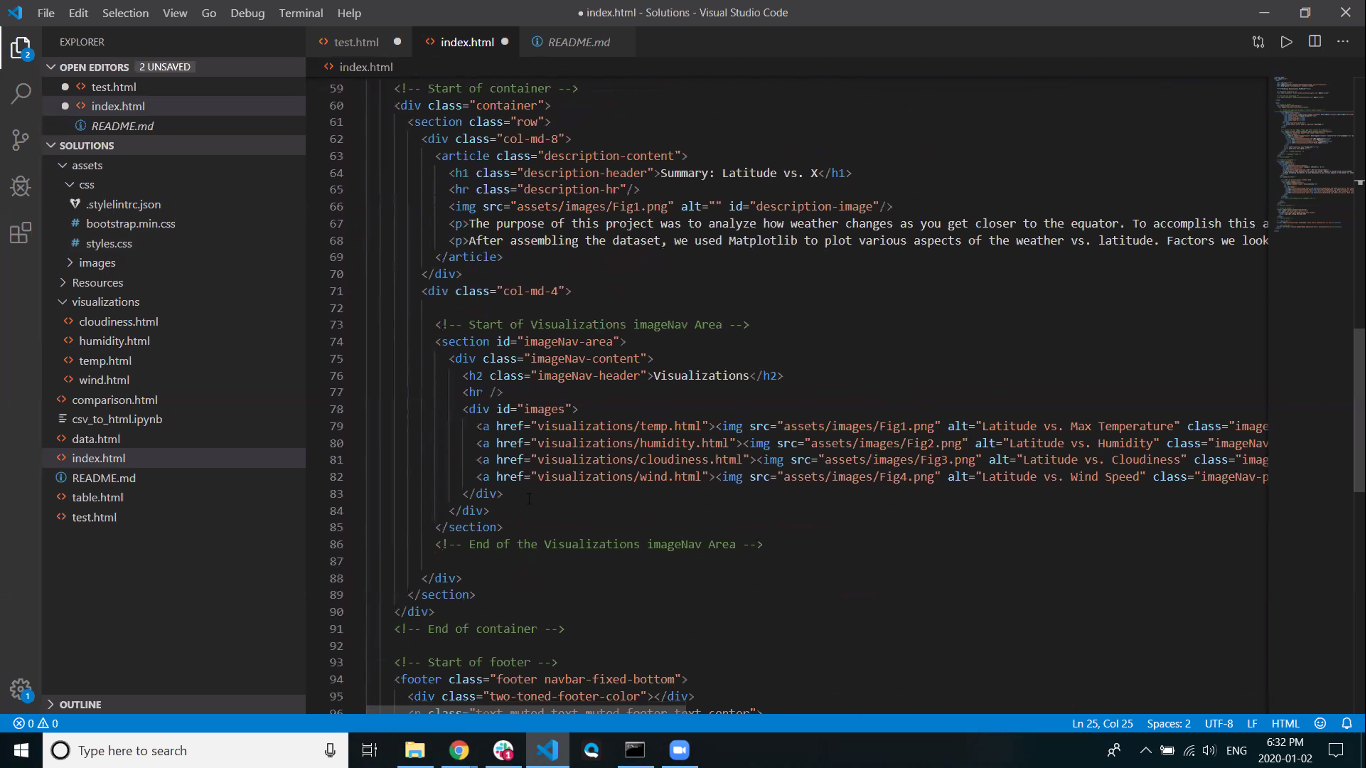 File Edit Selection View Go Debug Terminal Help
● index.html - Solutions - Visual Studio Code
EXPLORER
OPEN EDITORS 2 UNSAVED
test.html
index.html
README.md
SOLUTIONS
assets
css
.stylelintrc.json
bootstrap.min.css
styles.css
images
Resources
visualizations
cloudiness.html
humidity.html
temp.html
wind.html
comparison.html
csv_to_html.ipynb
data.html
index.html
README.md
table.html
test.html
OUTLINE
2
1
test.html index.html README.md
index.html
59 <!-- Start of container -->
60 <div class="container">
61 <section class="row">
62 <div class="col-md-8">
63 <article class="description-content">
64 <h1 class="description-header">Summary: Latitude vs. X</h1>
65 <hr class="description-hr"/>
66 <img src="assets/images/Fig1.png" alt="" id="description-image"/>
67 <p>The purpose of this project was to analyze how weather changes as you get closer to the equator. To accomplish this a
68 <p>After assembling the dataset, we used Matplotlib to plot various aspects of the weather vs. latitude. Factors we look
69 </article>
70 </div>
71 <div class="col-md-4">
72
73 <!-- Start of Visualizations imageNav Area -->
74 <section id="imageNav-area">
75 <div class="imageNav-content">
76 <h2 class="imageNav-header">Visualizations</h2>
77 <hr />
78 <div id="images">
79 <a href="visualizations/temp.html"><img src="assets/images/Fig1.png" alt="Latitude vs. Max Temperature" class="image
80 <a href="visualizations/humidity.html"><img src="assets/images/Fig2.png" alt="Latitude vs. Humidity" class="imageNav
81 <a href="visualizations/cloudiness.html"><img src="assets/images/Fig3.png" alt="Latitude vs. Cloudiness" class="imag
82 <a href="visualizations/wind.html"><img src="assets/images/Fig4.png" alt="Latitude vs. Wind Speed" class="imageNav-p
83 </div>
84 </div>
85 </section>
86 <!-- End of the Visualizations imageNav Area -->
87
88 </div>
89 </section>
90 </div>
91 <!-- End of container -->
92
93 <!-- Start of footer -->
94 <footer class="footer navbar-fixed-bottom">
95 <div class="two-toned-footer-color"></div>
96 <p class="text-muted text-muted-footer text-center">
0 0 Ln 25, Col 25 Spaces: 2 UTF-8 LF HTML
Type here to search
ENG
6:32 PM
2020-01-02